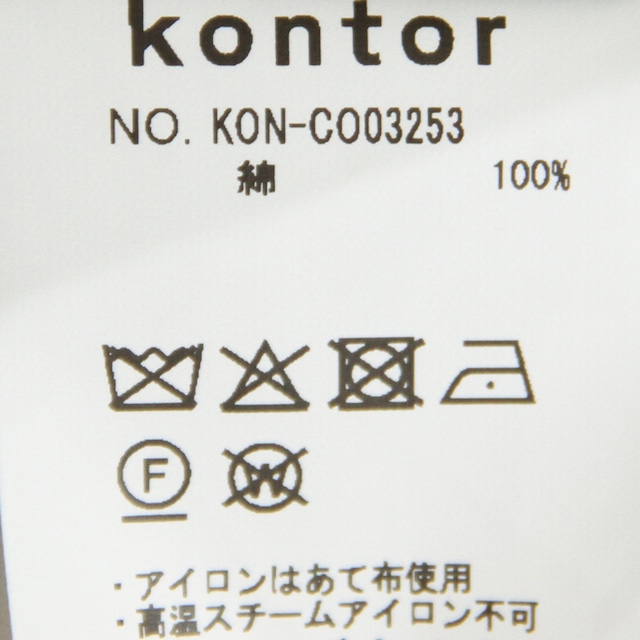 kontor
NO. KON-CO03253
綿 100%
F
W
・アイロンはあて布使用
・高温スチームアイロン不可